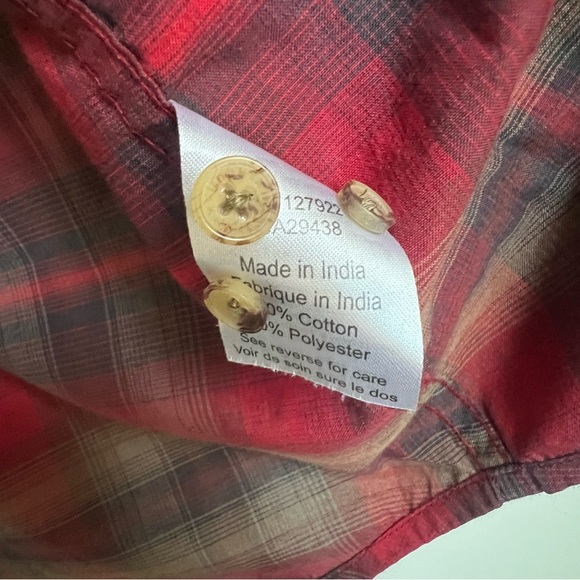 127922
A29438
Made in India
Fabrique in India
0% Cotton
% Polyester
See reverse for care
Voir de soin sure le dos